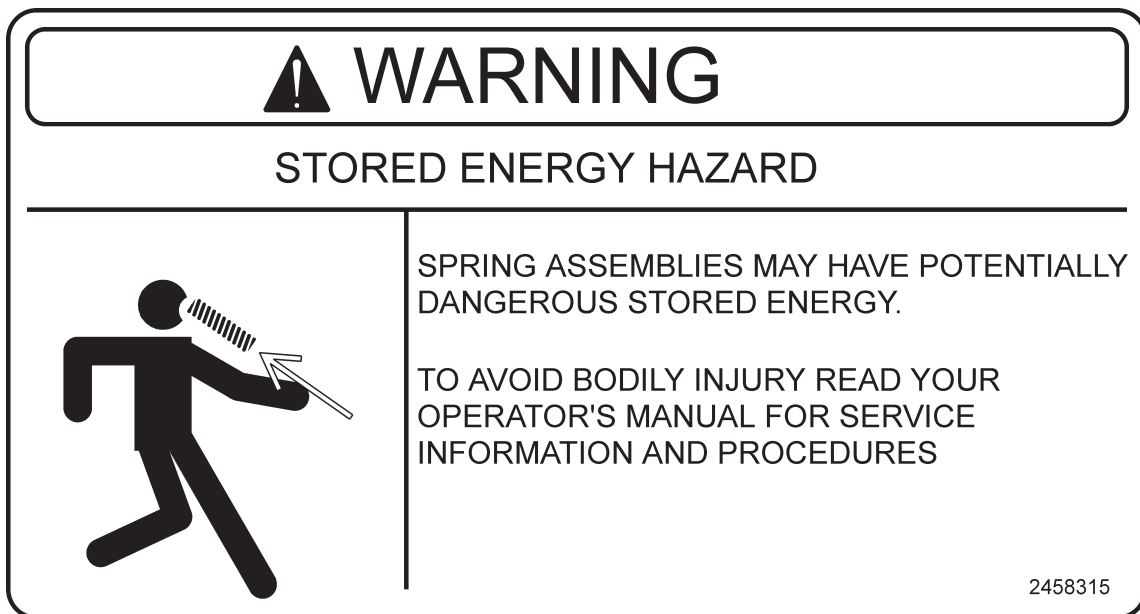 WARNING
STORED ENERGY HAZARD
SPRING ASSEMBLIES MAY HAVE POTENTIALLY
DANGEROUS STORED ENERGY.
TO AVOID BODILY INJURY READ YOUR
OPERATOR'S MANUAL FOR SERVICE
INFORMATION AND PROCEDURES
2458315